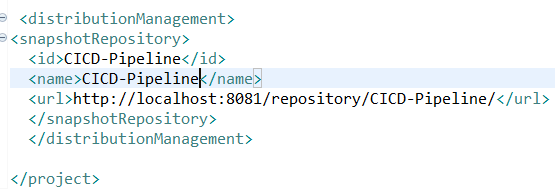 <distributionManagement>
<snapshotRepository>
<id>CICD-Pipeline</id>
<name>CICD-Pipeline</name>
<url>http://localhost:8081/repository/CICD-Pipeline/</url>
</snapshotRepository>
</distributionManagement>
</project>